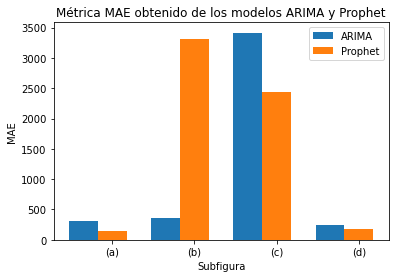 Métrica MAE obtenido de los modelos ARIMA y Prophet
3500
3000
2500
2000
1500
1000
500
0
MAE
ARIMA
Prophet
(a) (b) (c) (d)
Subfigura